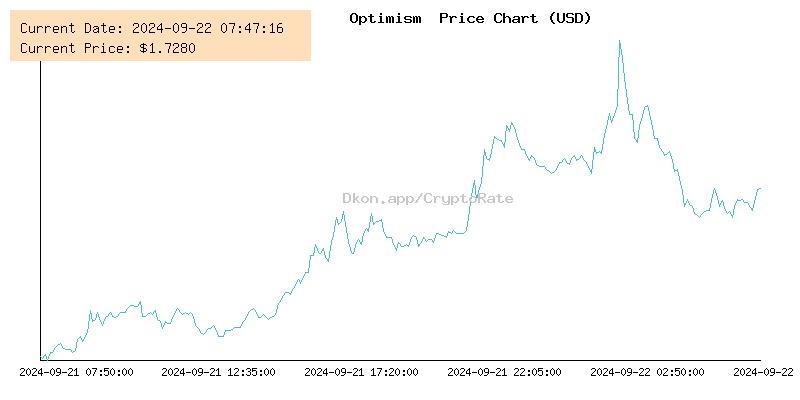 Optimism Price Chart (USD)
Current Date: 2024-09-22 07:47:16
Current Price: $1.7280
Dkon.app/CryptoRate
2024-09-21 07:50:00 2024-09-21 12:35:00 2024-09-21 17:20:00 2024-09-21 22:05:00 2024-09-22 02:50:00 2024-09-22